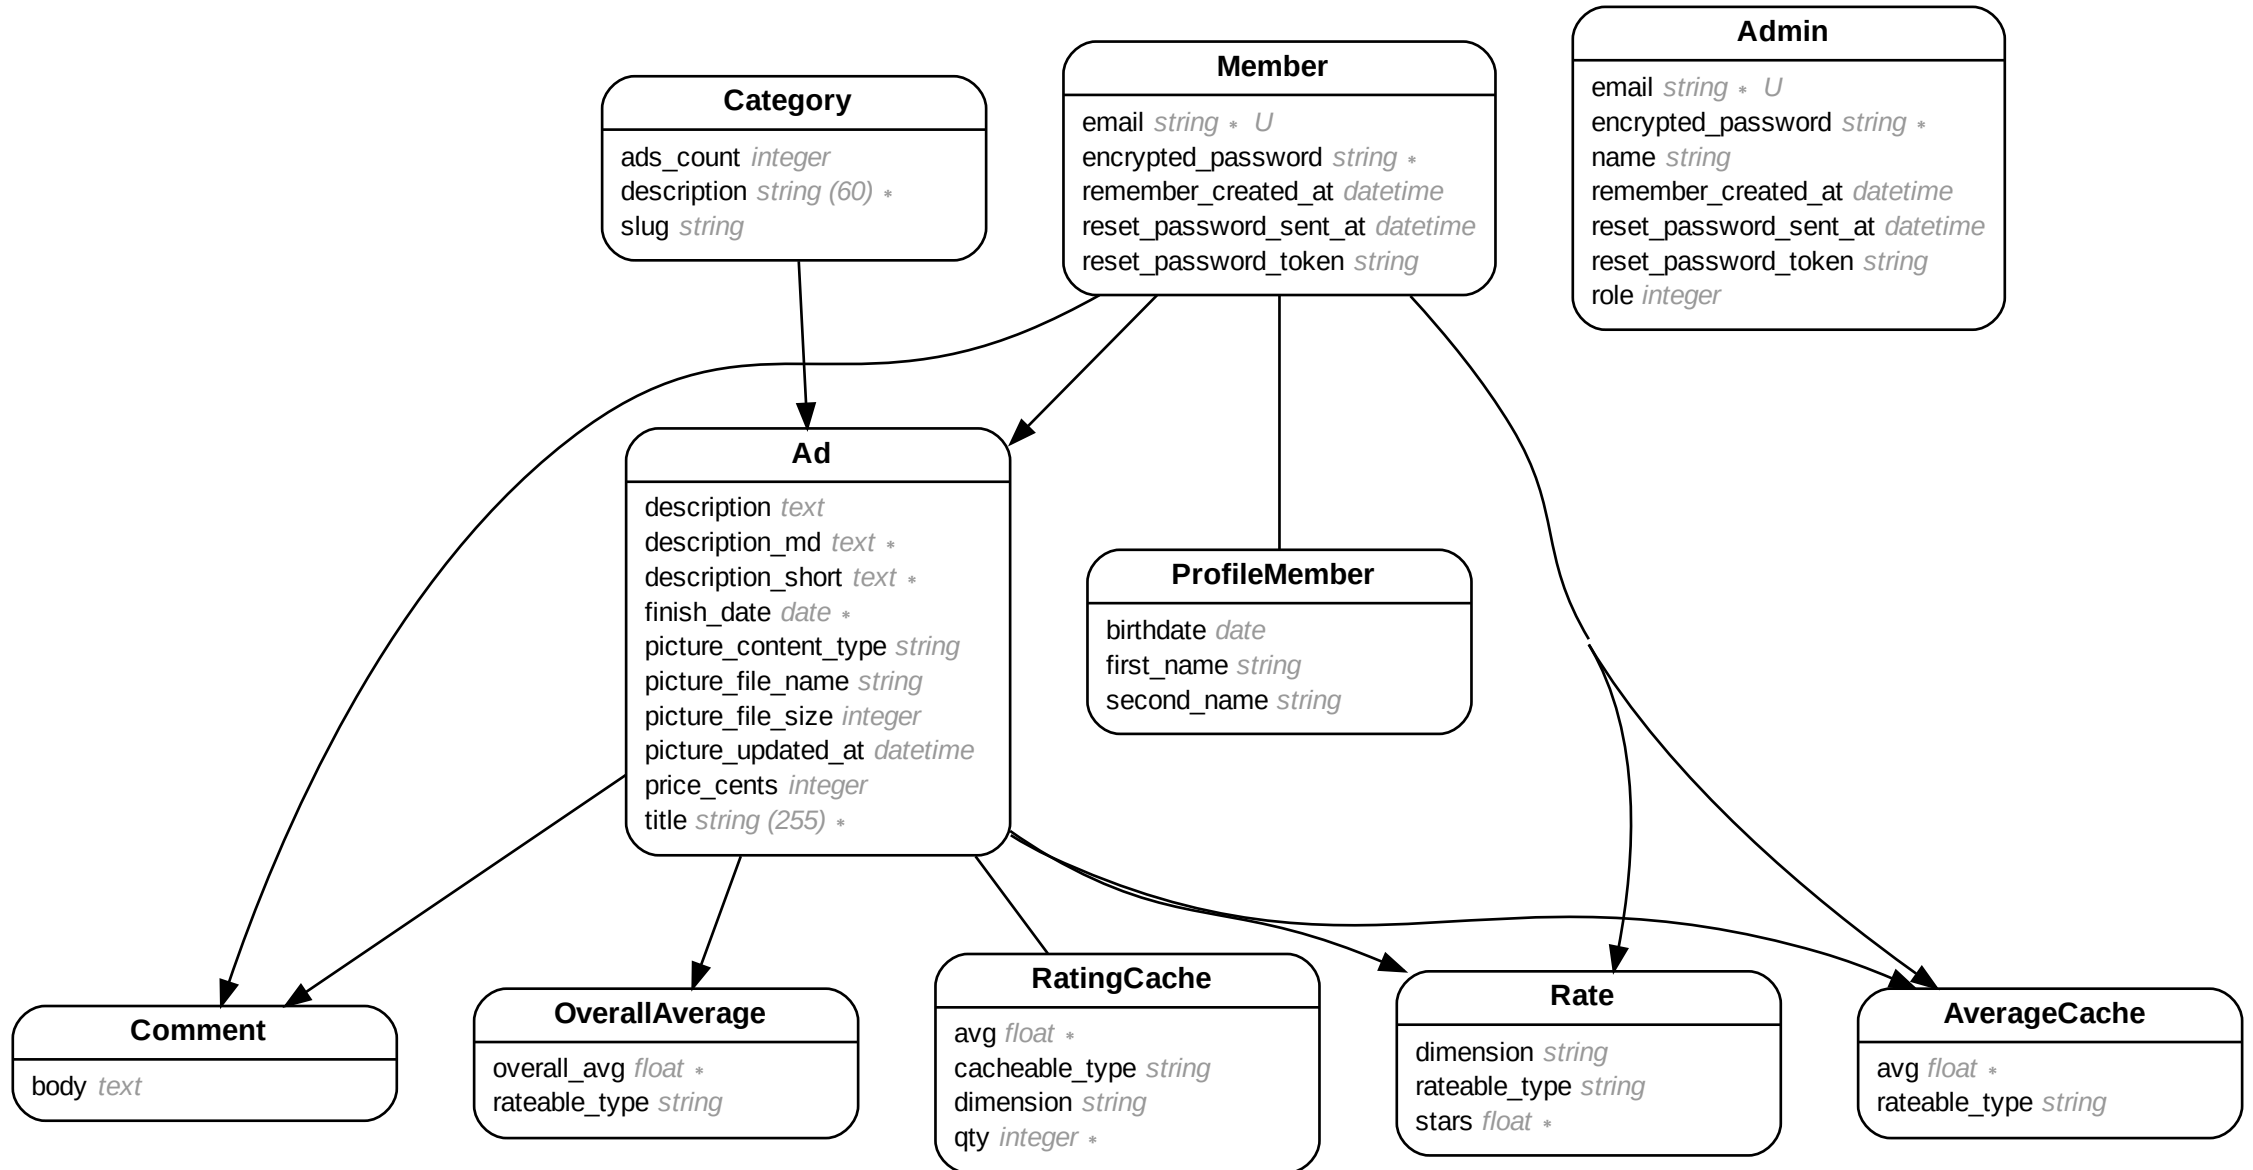 Category
ads_count integer
description string (60) *
slug string
Member
email string * U
encrypted_password string *
remember_created_at datetime
reset_password_sent_at datetime
reset_password_token string
Admin
email string * U
encrypted_password string *
name string
remember_created_at datetime
reset_password_sent_at datetime
reset_password_token string
role integer
Ad
description text
description_md text *
description_short text *
finish_date date *
picture_content_type string
picture_file_name string
picture_file_size integer
picture_updated_at datetime
price_cents integer
title string (255) *
ProfileMember
birthdate date
first_name string
second_name string
Comment
body text
OverallAverage
overall_avg float *
rateable_type string
RatingCache
avg float *
cacheable_type string
dimension string
qty integer *
Rate
dimension string
rateable_type string
stars float *
AverageCache
avg float *
rateable_type string